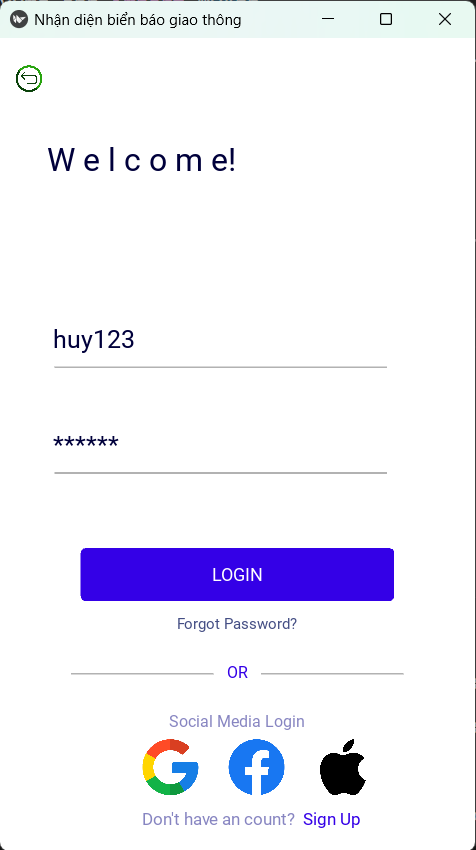 Nhận diện biển báo giao thông
W e l c o m e!
huy123
******
LOGIN
Forgot Password?
OR
Social Media Login
Don't have an count? Sign Up